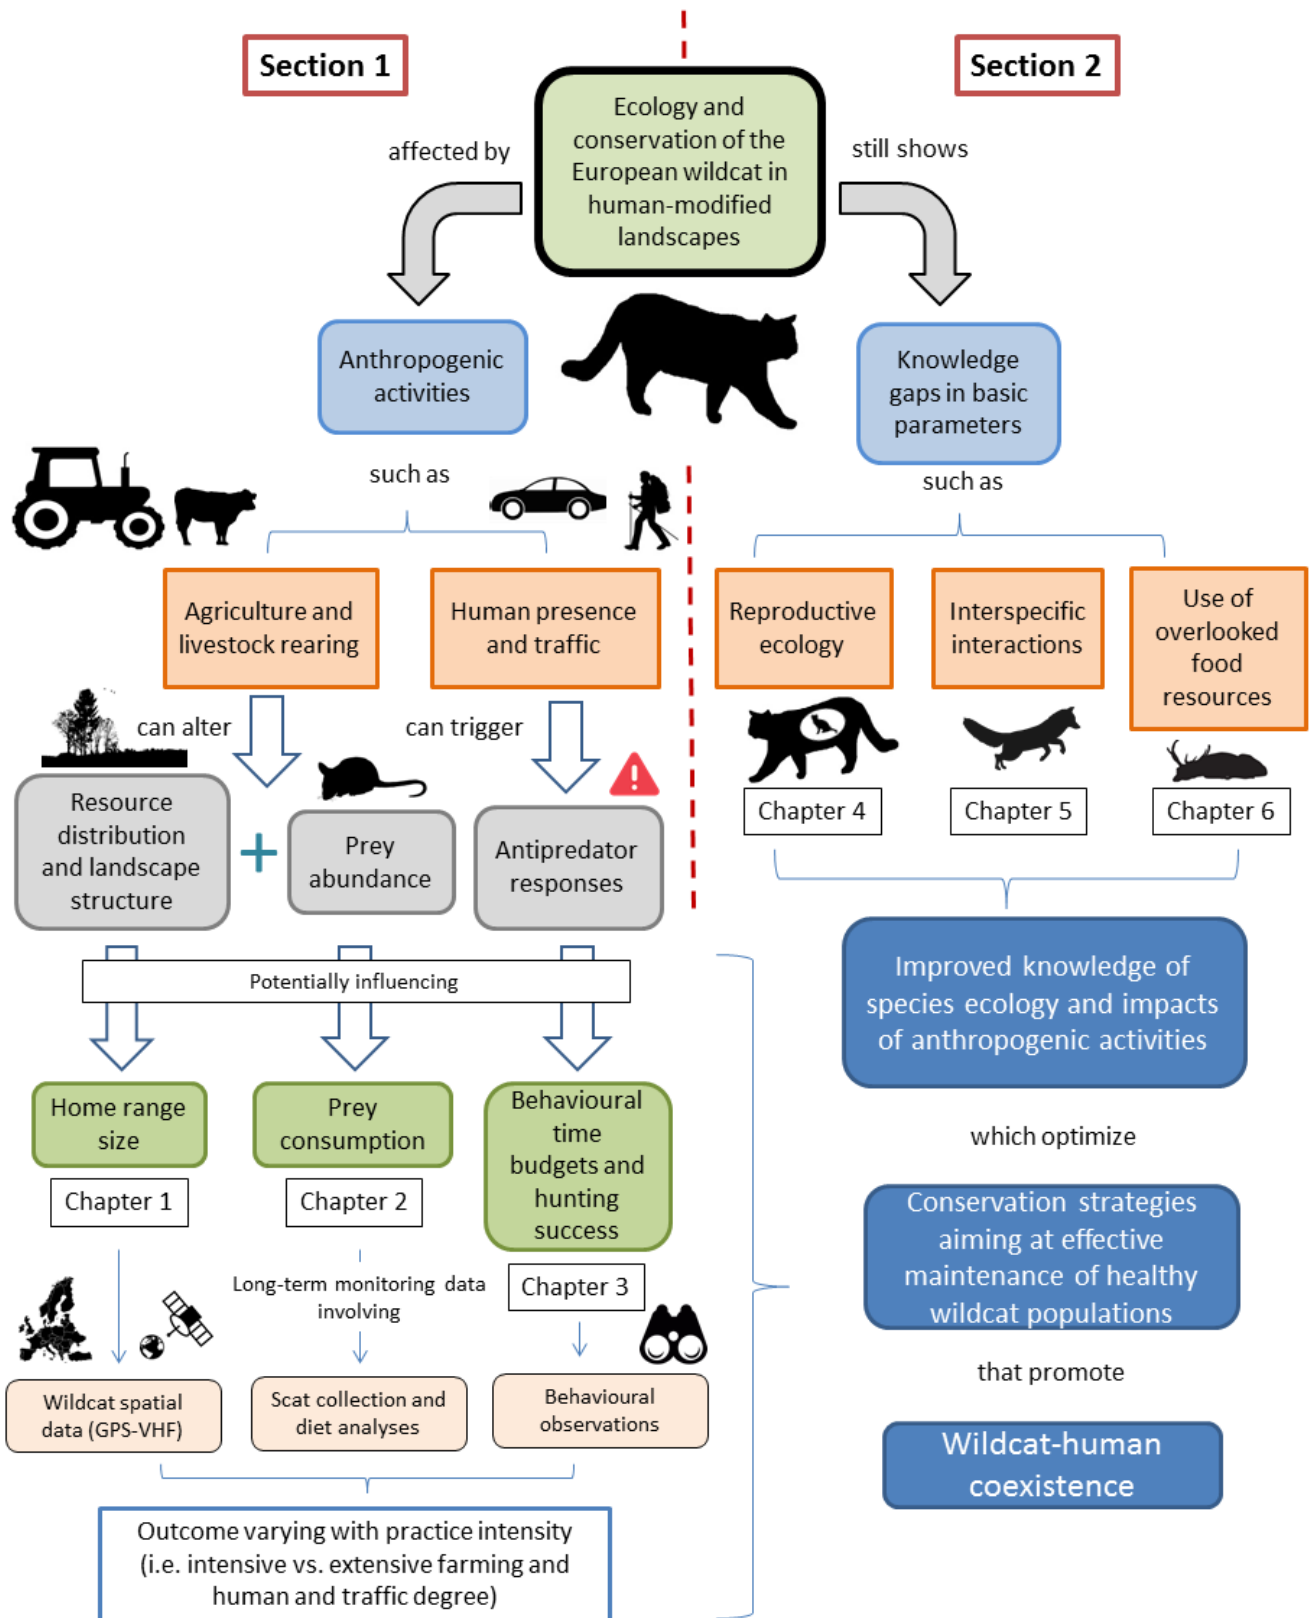 Section 1
Section 2
Ecology and
conservation of the
European wildcat in
human-modified
landscapes
affected by
still shows
Anthropogenic
activities
Knowledge
gaps in basic
parameters
such as
such as
Agriculture and
livestock rearing
Human presence
and traffic
Reproductive
ecology
Interspecific
interactions
Use of
overlooked
food
resources
can alter
can trigger
Resource
distribution
and landscape
structure
+
Prey
abundance
!
Antipredator
responses
Chapter 4
Chapter 5
Chapter 6
Potentially influencing
Home range
size
Prey
consumption
Behavioural
time
budgets and
hunting
success
Chapter 1
Chapter 2
Chapter 3
Long-term monitoring data
involving
Wildcat spatial
data (GPS-VHF)
Scat collection and
diet analyses
Behavioural
observations
Outcome varying with practice intensity
(i.e. intensive vs. extensive farming and
human and traffic degree)
Improved knowledge of
species ecology and impacts
of anthropogenic activities
which optimize
Conservation strategies
aiming at effective
maintenance of healthy
wildcat populations
that promote
Wildcat-human
coexistence